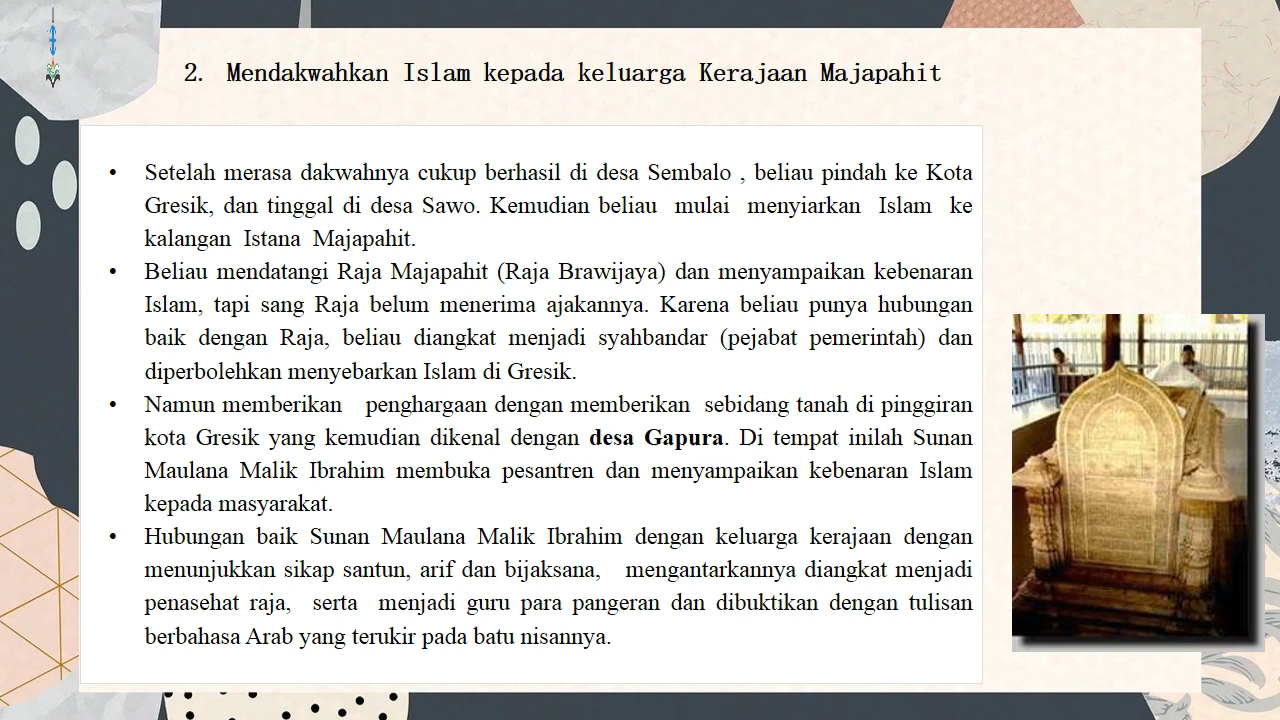 2. Mendakwahkan Islam kepada keluarga Kerajaan Majapahit
• Setelah merasa dakwahnya cukup berhasil di desa Sembalo , beliau pindah ke Kota
Gresik, dan tinggal di desa Sawo. Kemudian beliau mulai menyiarkan Islam ke
kalangan Istana Majapahit.
• Beliau mendatangi Raja Majapahit (Raja Brawijaya) dan menyampaikan kebenaran
Islam, tapi sang Raja belum menerima ajakannya. Karena beliau punya hubungan
baik dengan Raja, beliau diangkat menjadi syahbandar (pejabat pemerintah) dan
diperbolehkan menyebarkan Islam di Gresik.
• Namun memberikan penghargaan dengan memberikan sebidang tanah di pinggiran
kota Gresik yang kemudian dikenal dengan desa Gapura. Di tempat inilah Sunan
Maulana Malik Ibrahim membuka pesantren dan menyampaikan kebenaran Islam
kepada masyarakat.
• Hubungan baik Sunan Maulana Malik Ibrahim dengan keluarga kerajaan dengan
menunjukkan sikap santun, arif dan bijaksana, mengantarkannya diangkat menjadi
penasehat raja, serta menjadi guru para pangeran dan dibuktikan dengan tulisan
berbahasa Arab yang terukir pada batu nisannya.